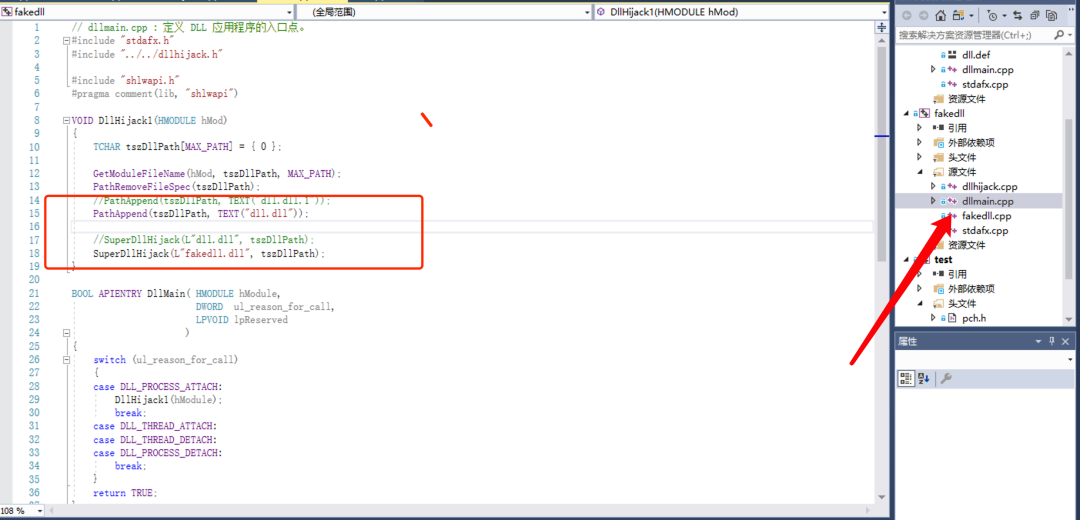 fakedll
(全局范围)
DllHijack1(HMODULE hMod)
1 // dllmain.cpp : 定义 DLL 应用程序的入口点。
2 #include "stdafx.h"
3 #include "../../dllhijack.h"
4
5 #include "shlwapi.h"
6 #pragma comment(lib, "shlwapi")
7
8 VOID DllHijack1(HMODULE hMod)
9 {
10 TCHAR tszDllPath[MAX_PATH] = { 0 };
11
12 GetModuleFileName(hMod, tszDllPath, MAX_PATH);
13 PathRemoveFileSpec(tszDllPath);
14 //PathAppend(tszDllPath, TEXT("dll.dll.1"));
15 PathAppend(tszDllPath, TEXT("dll.dll"));
16
17 //SuperDllHijack(L"dll.dll", tszDllPath);
18 SuperDllHijack(L"fakedll.dll", tszDllPath);
19 }
20
21 BOOL APIENTRY DllMain( HMODULE hModule,
22 DWORD ul_reason_for_call,
23 LPVOID lpReserved
24 )
25 {
26 switch (ul_reason_for_call)
27 {
28 case DLL_PROCESS_ATTACH:
29 DllHijack1(hModule);
30 break;
31 case DLL_THREAD_ATTACH:
32 case DLL_THREAD_DETACH:
33 case DLL_PROCESS_DETACH:
34 break;
35 }
36 return TRUE;
108 %
搜索解决方案资源管理器(Ctrl+;)
dll.def
dllmain.cpp
stdafx.cpp
资源文件
fakedll
引用
外部依赖项
头文件
源文件
dllhijack.cpp
dllmain.cpp
fakedll.cpp
stdafx.cpp
资源文件
test
引用
外部依赖项
头文件
pch.h
属性